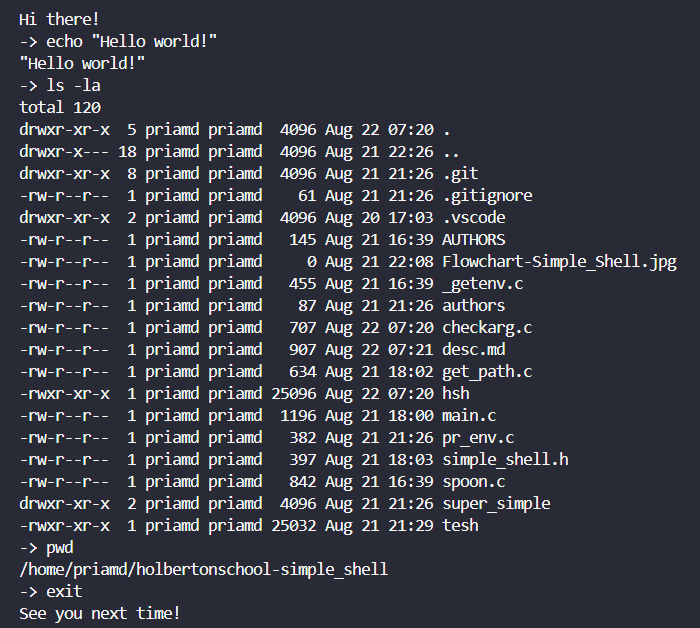 Hi there!
-> echo "Hello world!"
"Hello world!"
-> ls -la
total 120
drwxr-xr-x  5 priamd priamd  4096 Aug 22 07:20 .
drwxr-x--- 18 priamd priamd  4096 Aug 21 22:26 ..
drwxr-xr-x  8 priamd priamd  4096 Aug 21 21:26 .git
-rw-r--r--  1 priamd priamd    61 Aug 21 21:26 .gitignore
drwxr-xr-x  2 priamd priamd  4096 Aug 20 17:03 .vscode
-rw-r--r--  1 priamd priamd   145 Aug 21 16:39 AUTHORS
-rw-r--r--  1 priamd priamd     0 Aug 21 22:08 Flowchart-Simple_Shell.jpg
-rw-r--r--  1 priamd priamd   455 Aug 21 16:39 _getenv.c
-rw-r--r--  1 priamd priamd    87 Aug 21 21:26 authors
-rw-r--r--  1 priamd priamd   707 Aug 22 07:20 checkarg.c
-rw-r--r--  1 priamd priamd   907 Aug 22 07:21 desc.md
-rw-r--r--  1 priamd priamd   634 Aug 21 18:02 get_path.c
-rwxr-xr-x  1 priamd priamd 25096 Aug 22 07:20 hsh
-rw-r--r--  1 priamd priamd  1196 Aug 21 18:00 main.c
-rw-r--r--  1 priamd priamd   382 Aug 21 21:26 pr_env.c
-rw-r--r--  1 priamd priamd   397 Aug 21 18:03 simple_shell.h
-rw-r--r--  1 priamd priamd   842 Aug 21 16:39 spoon.c
drwxr-xr-x  2 priamd priamd  4096 Aug 21 21:26 super_simple
-rwxr-xr-x  1 priamd priamd 25032 Aug 21 21:29 tesh
-> pwd
/home/priamd/holbertonschool-simple_shell
-> exit
See you next time!